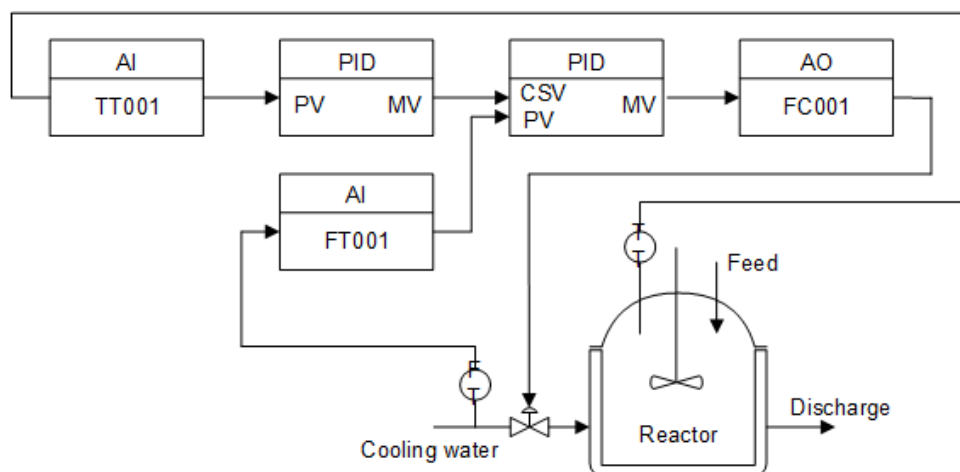 AI
TT001
PID
PV MV
PID
CSV
PV
MV
AO
FC001
AI
FT001
T
T
Feed
F
T
Cooling water
Reactor
Discharge